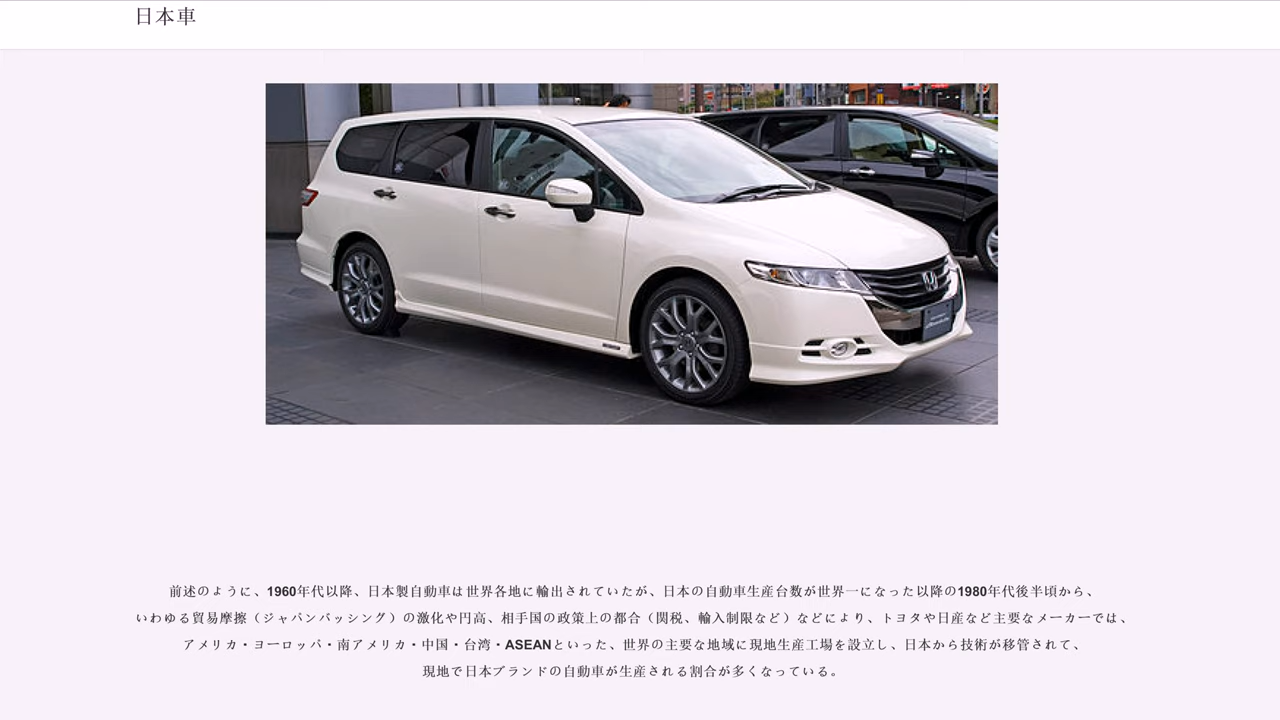 日本車
前述のように、1960年代以降、日本製自動車は世界各地に輸出されていたが、日本の自動車生産台数が世界一になった以降の1980年代後半頃から、
いわゆる貿易摩擦（ジャパンバッシング）の激化や円高、相手国の政策上の都合（関税、輸入制限など）などにより、トヨタや日産など主要なメーカーでは、
アメリカ・ヨーロッパ・南アメリカ・中国・台湾・ASEANといった、世界の主要な地域に現地生産工場を設立し、日本から技術が移管されて、
現地で日本ブランドの自動車が生産される割合が多くなっている。